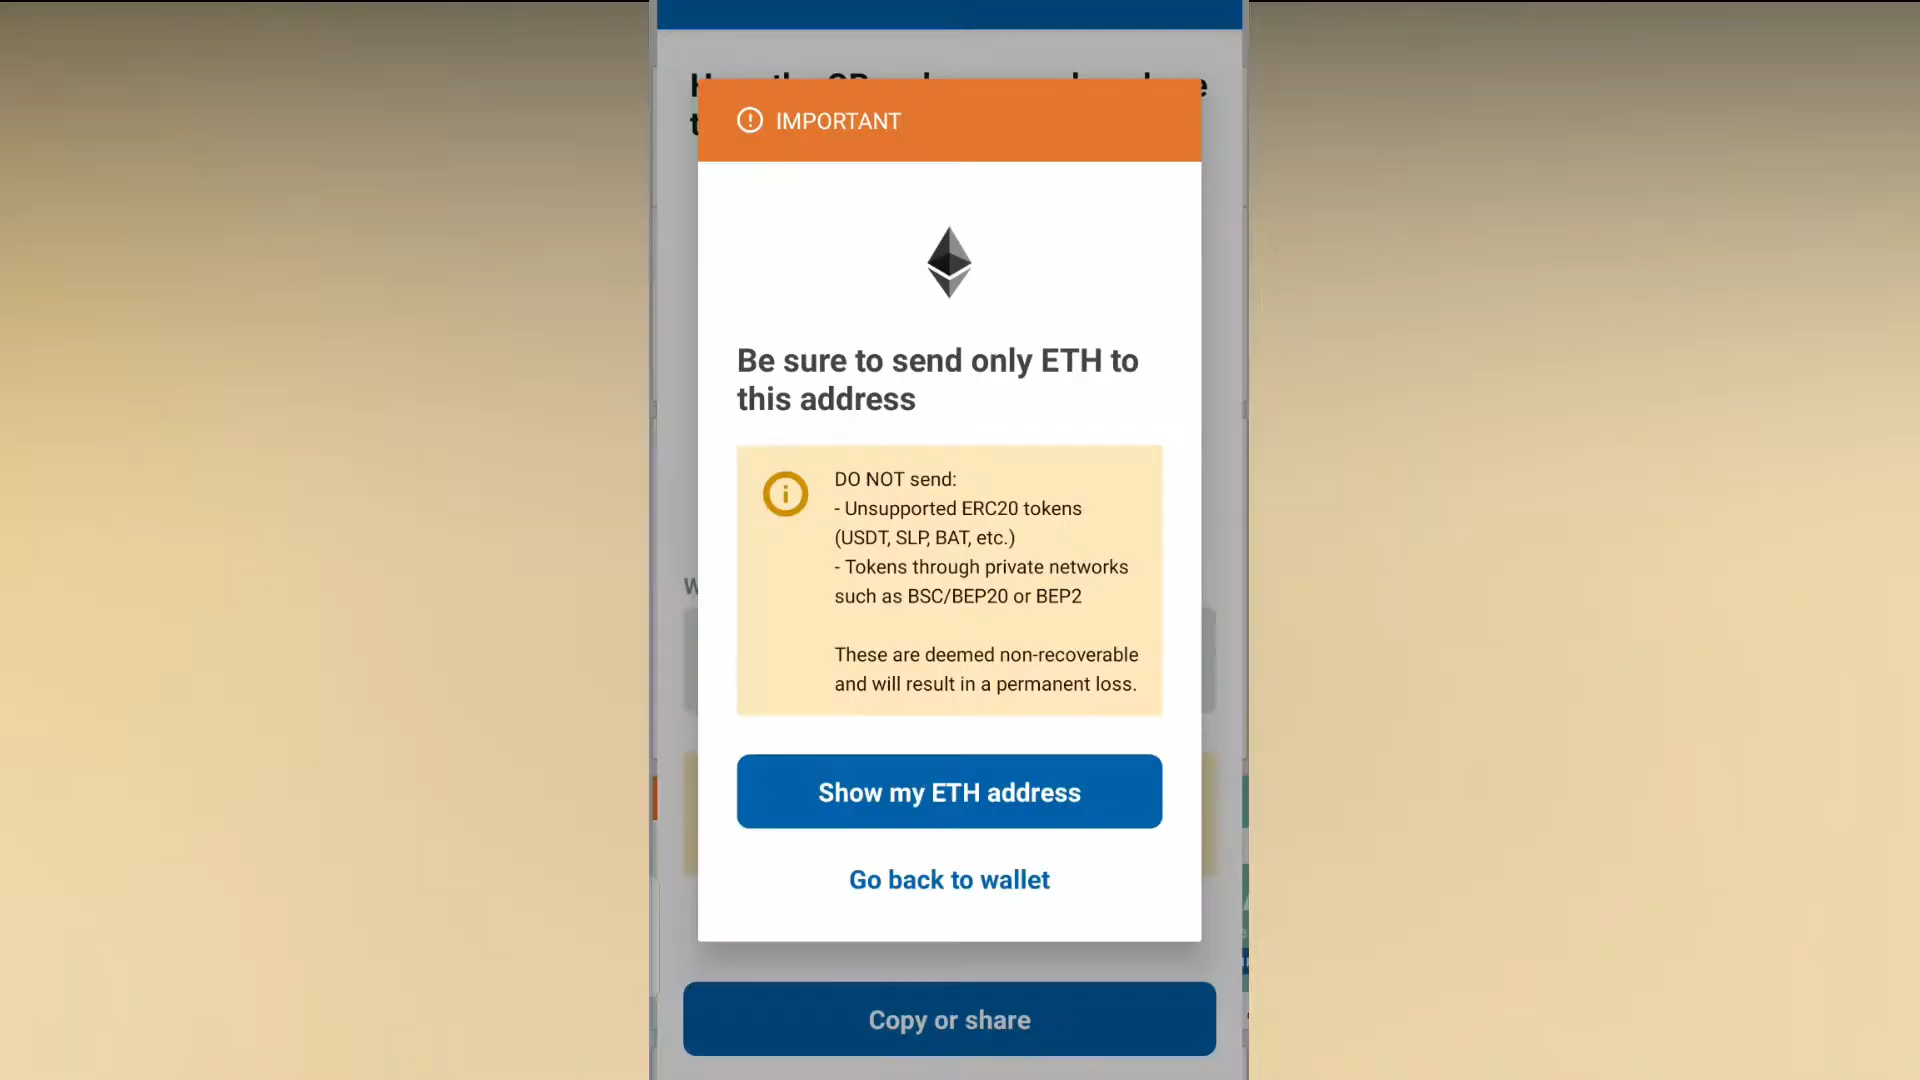 IMPORTANT
Be sure to send only ETH to
this address
DO NOT send:
- Unsupported ERC20 tokens
(USDT, SLP, BAT, etc.)
- Tokens through private networks
such as BSC/BEP20 or BEP2
These are deemed non-recoverable
and will result in a permanent loss.
Show my ETH address
Go back to wallet
Copy or share